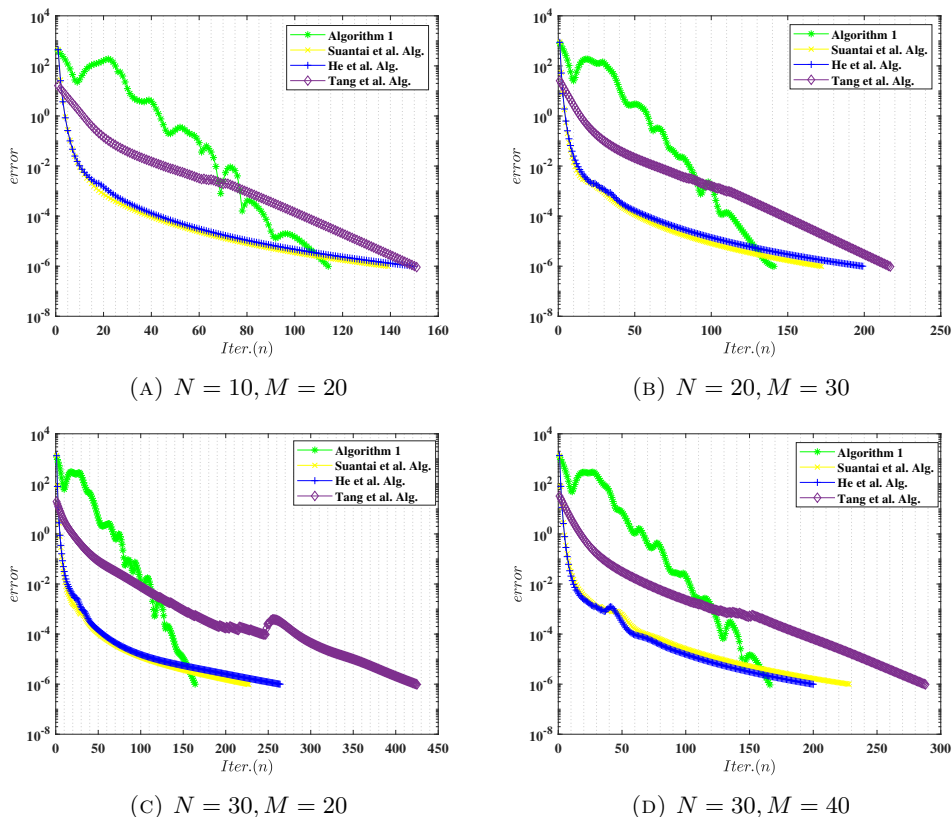 10^4
10^2
10^0
10^-2
10^-4
10^-6
10^-8
error
Algorithm 1
Suantai et al. Alg.
He et al. Alg.
Tang et al. Alg.
0 20 40 60 80 100 120 140 160
Iter.(n)
(A) N = 10, M = 20
10^4
10^2
10^0
10^-2
10^-4
10^-6
10^-8
error
Algorithm 1
Suantai et al. Alg.
He et al. Alg.
Tang et al. Alg.
0 50 100 150 200 250
Iter.(n)
(B) N = 20, M = 30
10^4
10^2
10^0
10^-2
10^-4
10^-6
10^-8
error
Algorithm 1
Suantai et al. Alg.
He et al. Alg.
Tang et al. Alg.
0 50 100 150 200 250 300 350 400 450
Iter.(n)
(C) N = 30, M = 20
10^4
10^2
10^0
10^-2
10^-4
10^-6
10^-8
error
Algorithm 1
Suantai et al. Alg.
He et al. Alg.
Tang et al. Alg.
0 50 100 150 200 250 300
Iter.(n)
(D) N = 30, M = 40